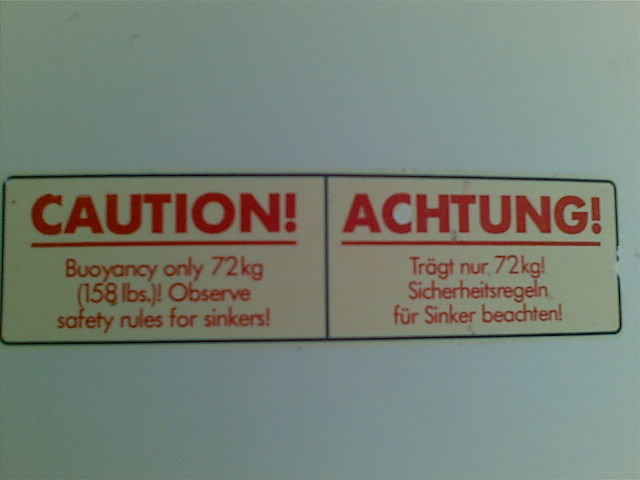 CAUTION!
Buoyancy only 72kg
(158 lbs.)! Observe
safety rules for sinkers!
ACHTUNG!
Trägt nur 72kg!
Sicherheitsregeln
für Sinker beachten!